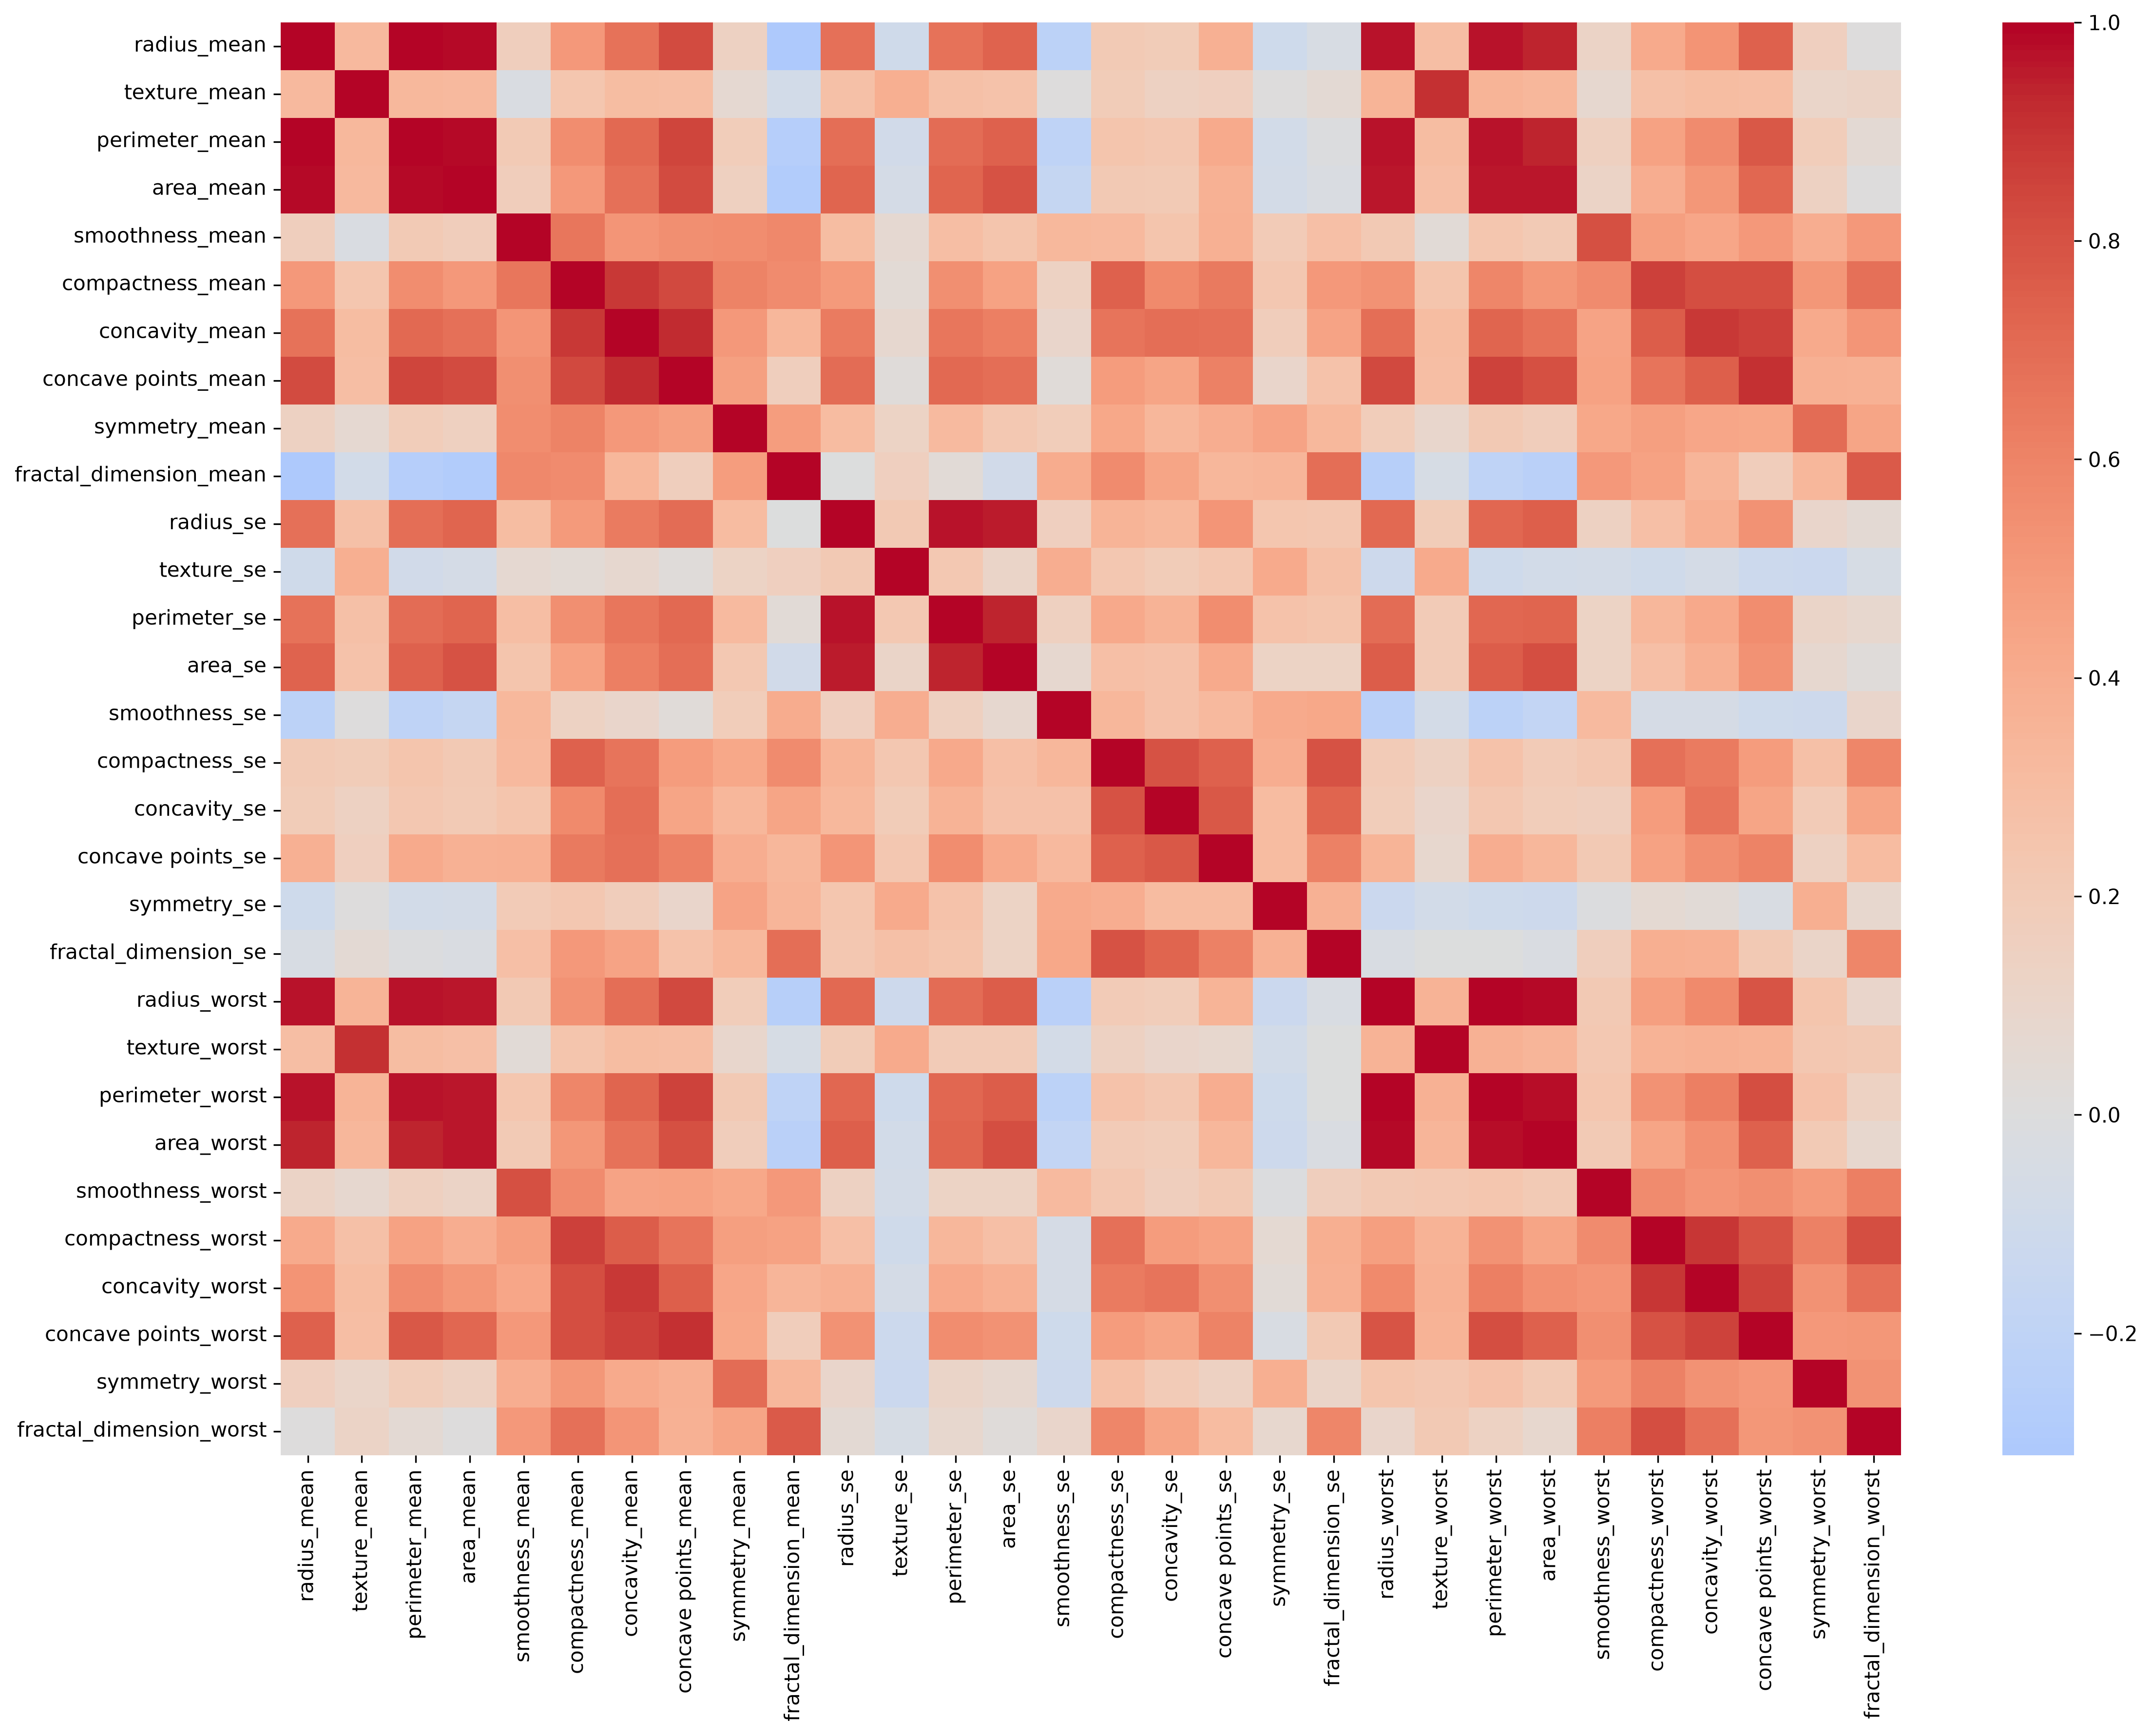 radius_mean
texture_mean
perimeter_mean
area_mean
smoothness_mean
compactness_mean
concavity_mean
concave points_mean
symmetry_mean
fractal_dimension_mean
radius_se
texture_se
perimeter_se
area_se
smoothness_se
compactness_se
concavity_se
concave points_se
symmetry_se
fractal_dimension_se
radius_worst
texture_worst
perimeter_worst
area_worst
smoothness_worst
compactness_worst
concavity_worst
concave points_worst
symmetry_worst
fractal_dimension_worst
radius_mean
texture_mean
perimeter_mean
area_mean
smoothness_mean
compactness_mean
concavity_mean
concave points_mean
symmetry_mean
fractal_dimension_mean
radius_se
texture_se
perimeter_se
area_se
smoothness_se
compactness_se
concavity_se
concave points_se
symmetry_se
fractal_dimension_se
radius_worst
texture_worst
perimeter_worst
area_worst
smoothness_worst
compactness_worst
concavity_worst
concave points_worst
symmetry_worst
fractal_dimension_worst
1.0
0.8
0.6
0.4
0.2
0.0
−0.2